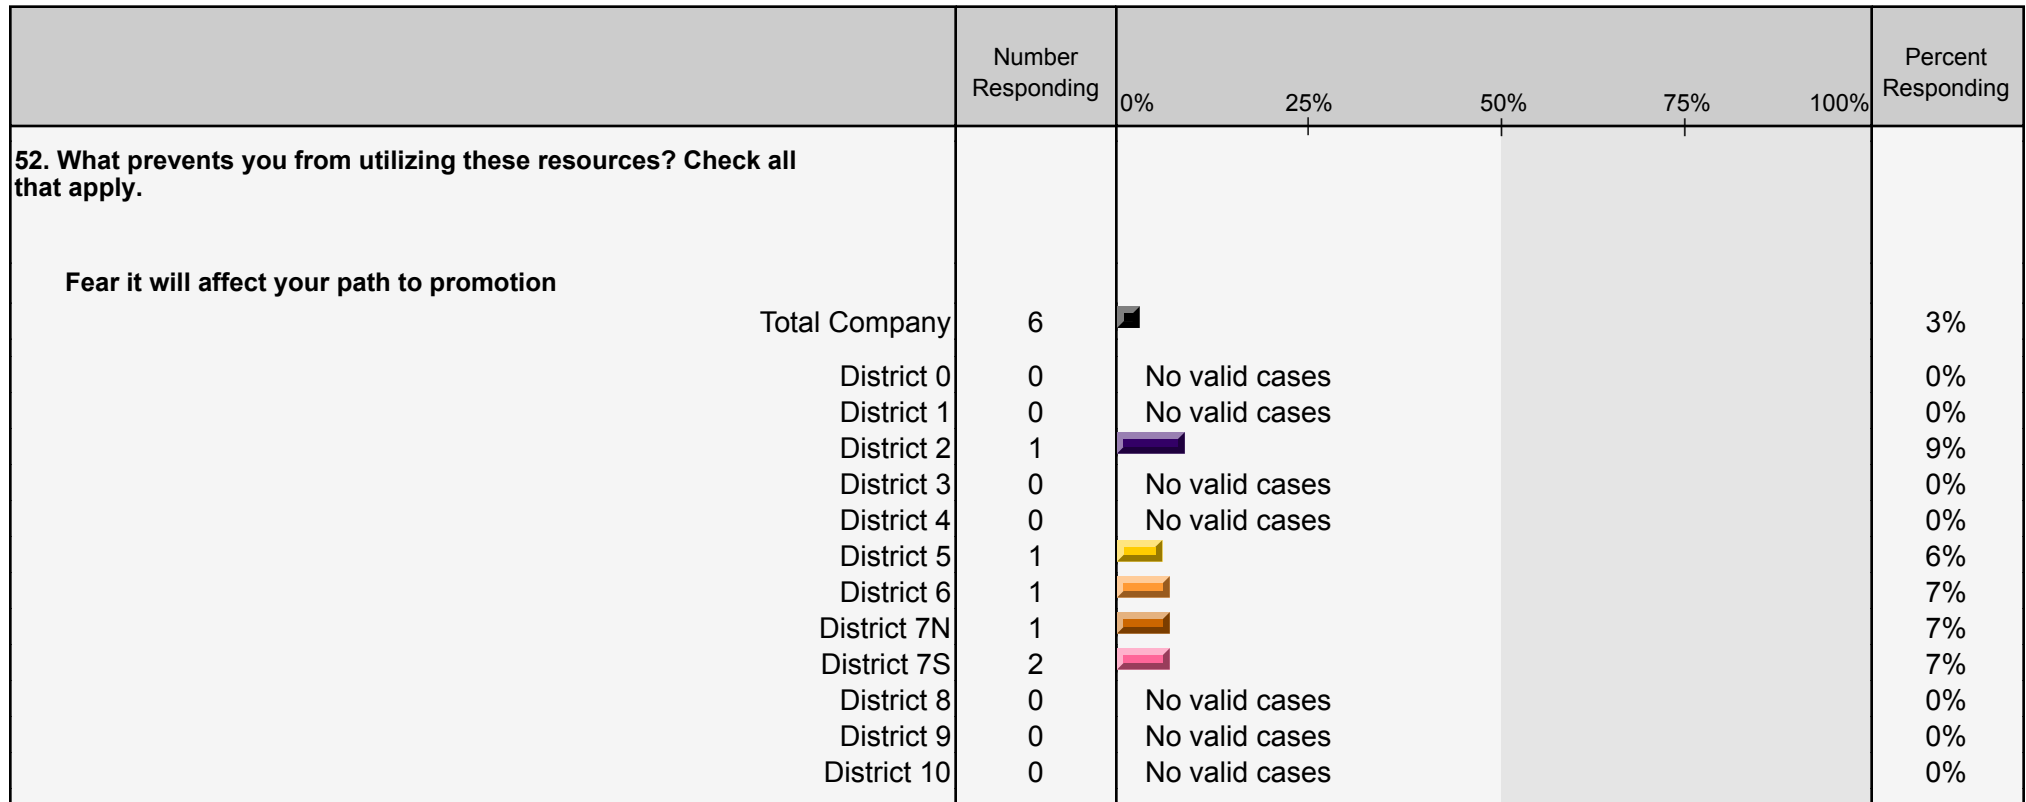 Number
Responding
0% 25% 50% 75% 100%
Percent
Responding
52. What prevents you from utilizing these resources? Check all
that apply.
Fear it will affect your path to promotion
Total Company 6 3%
District 0 0 No valid cases 0%
District 1 0 No valid cases 0%
District 2 1 9%
District 3 0 No valid cases 0%
District 4 0 No valid cases 0%
District 5 1 6%
District 6 1 7%
District 7N 1 7%
District 7S 2 7%
District 8 0 No valid cases 0%
District 9 0 No valid cases 0%
District 10 0 No valid cases 0%